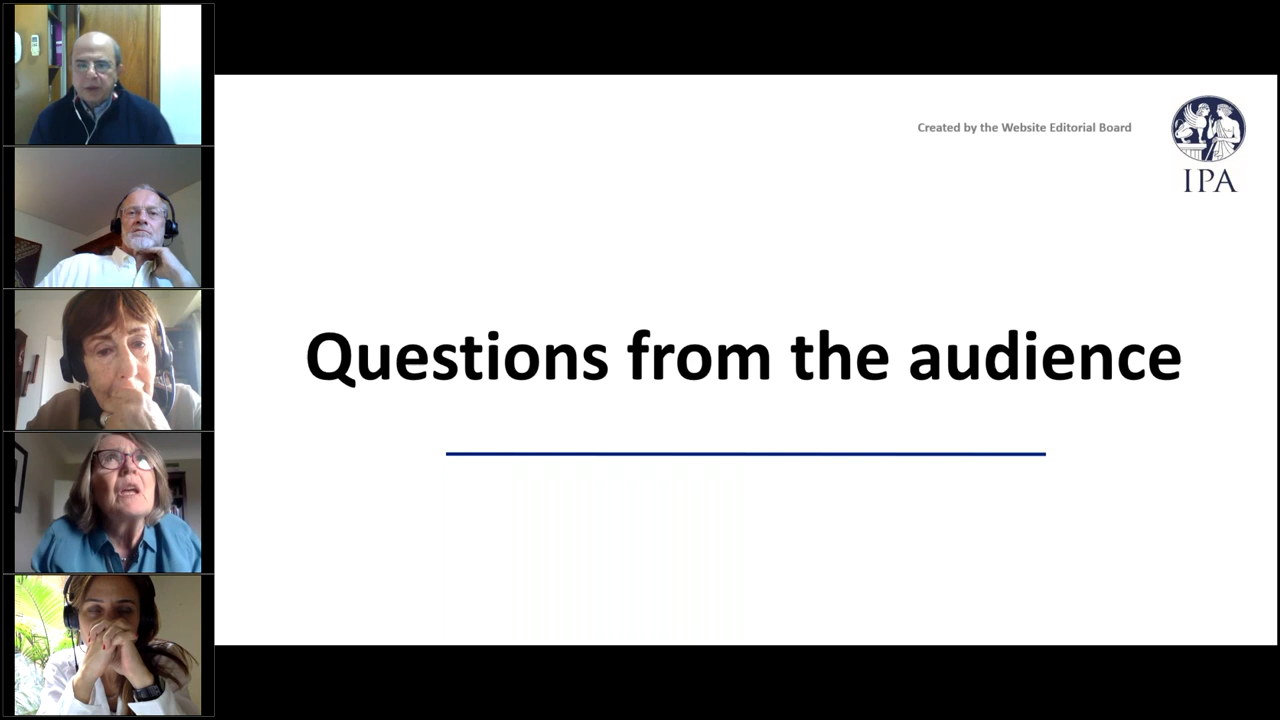 Created by the Website Editorial Board
IPA
Questions from the audience